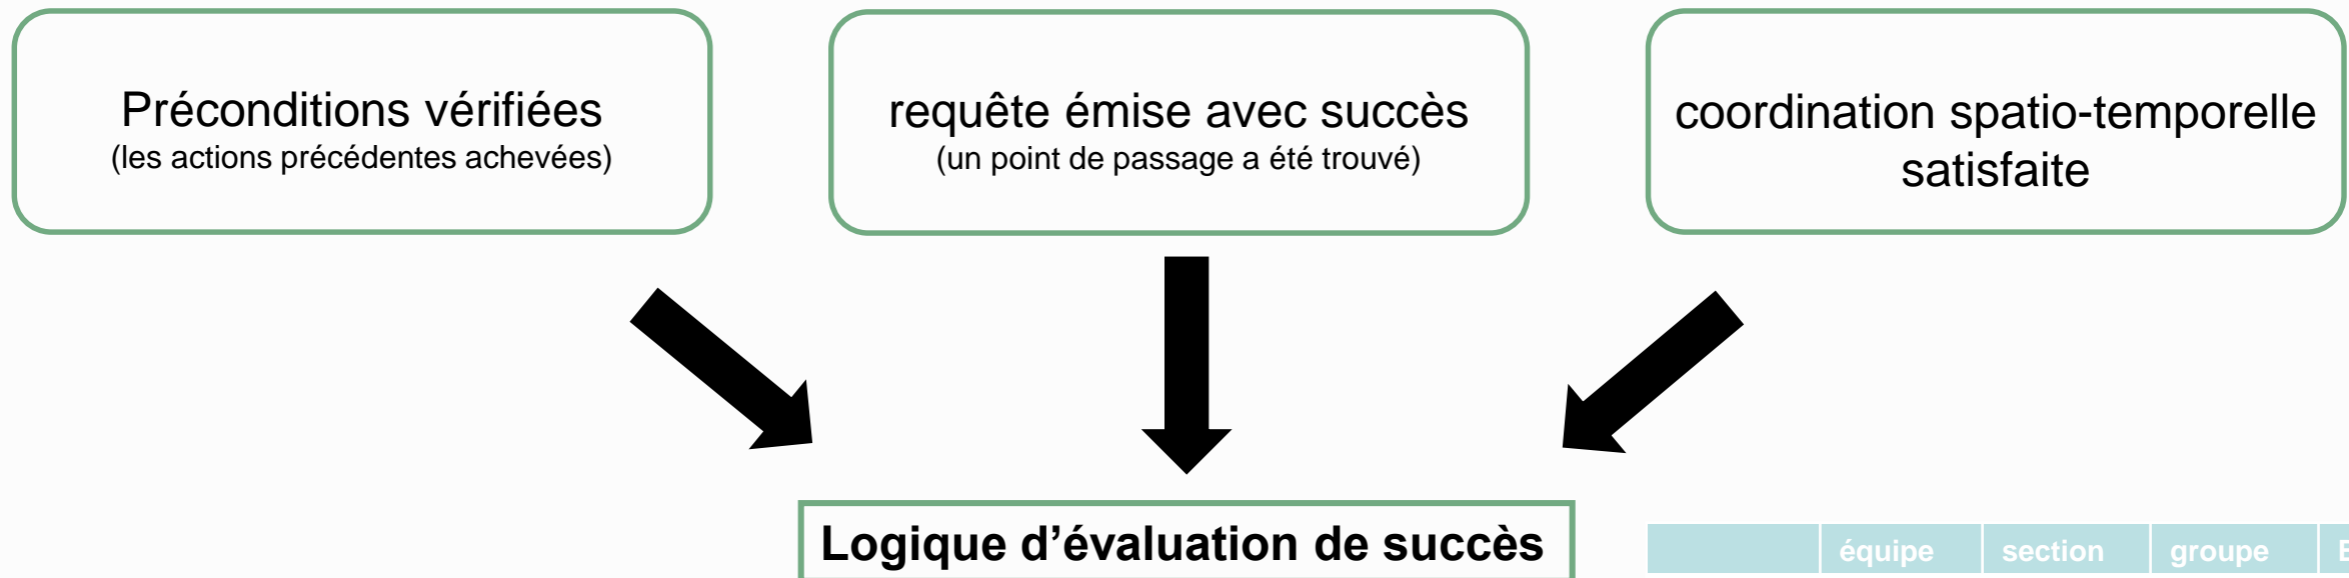 Préconditions vérifiées
(les actions précédentes achevées)
requête émise avec succès
(un point de passage a été trouvé)
coordination spatio-temporelle
satisfaite
Logique d’évaluation de succès
équipe section groupe